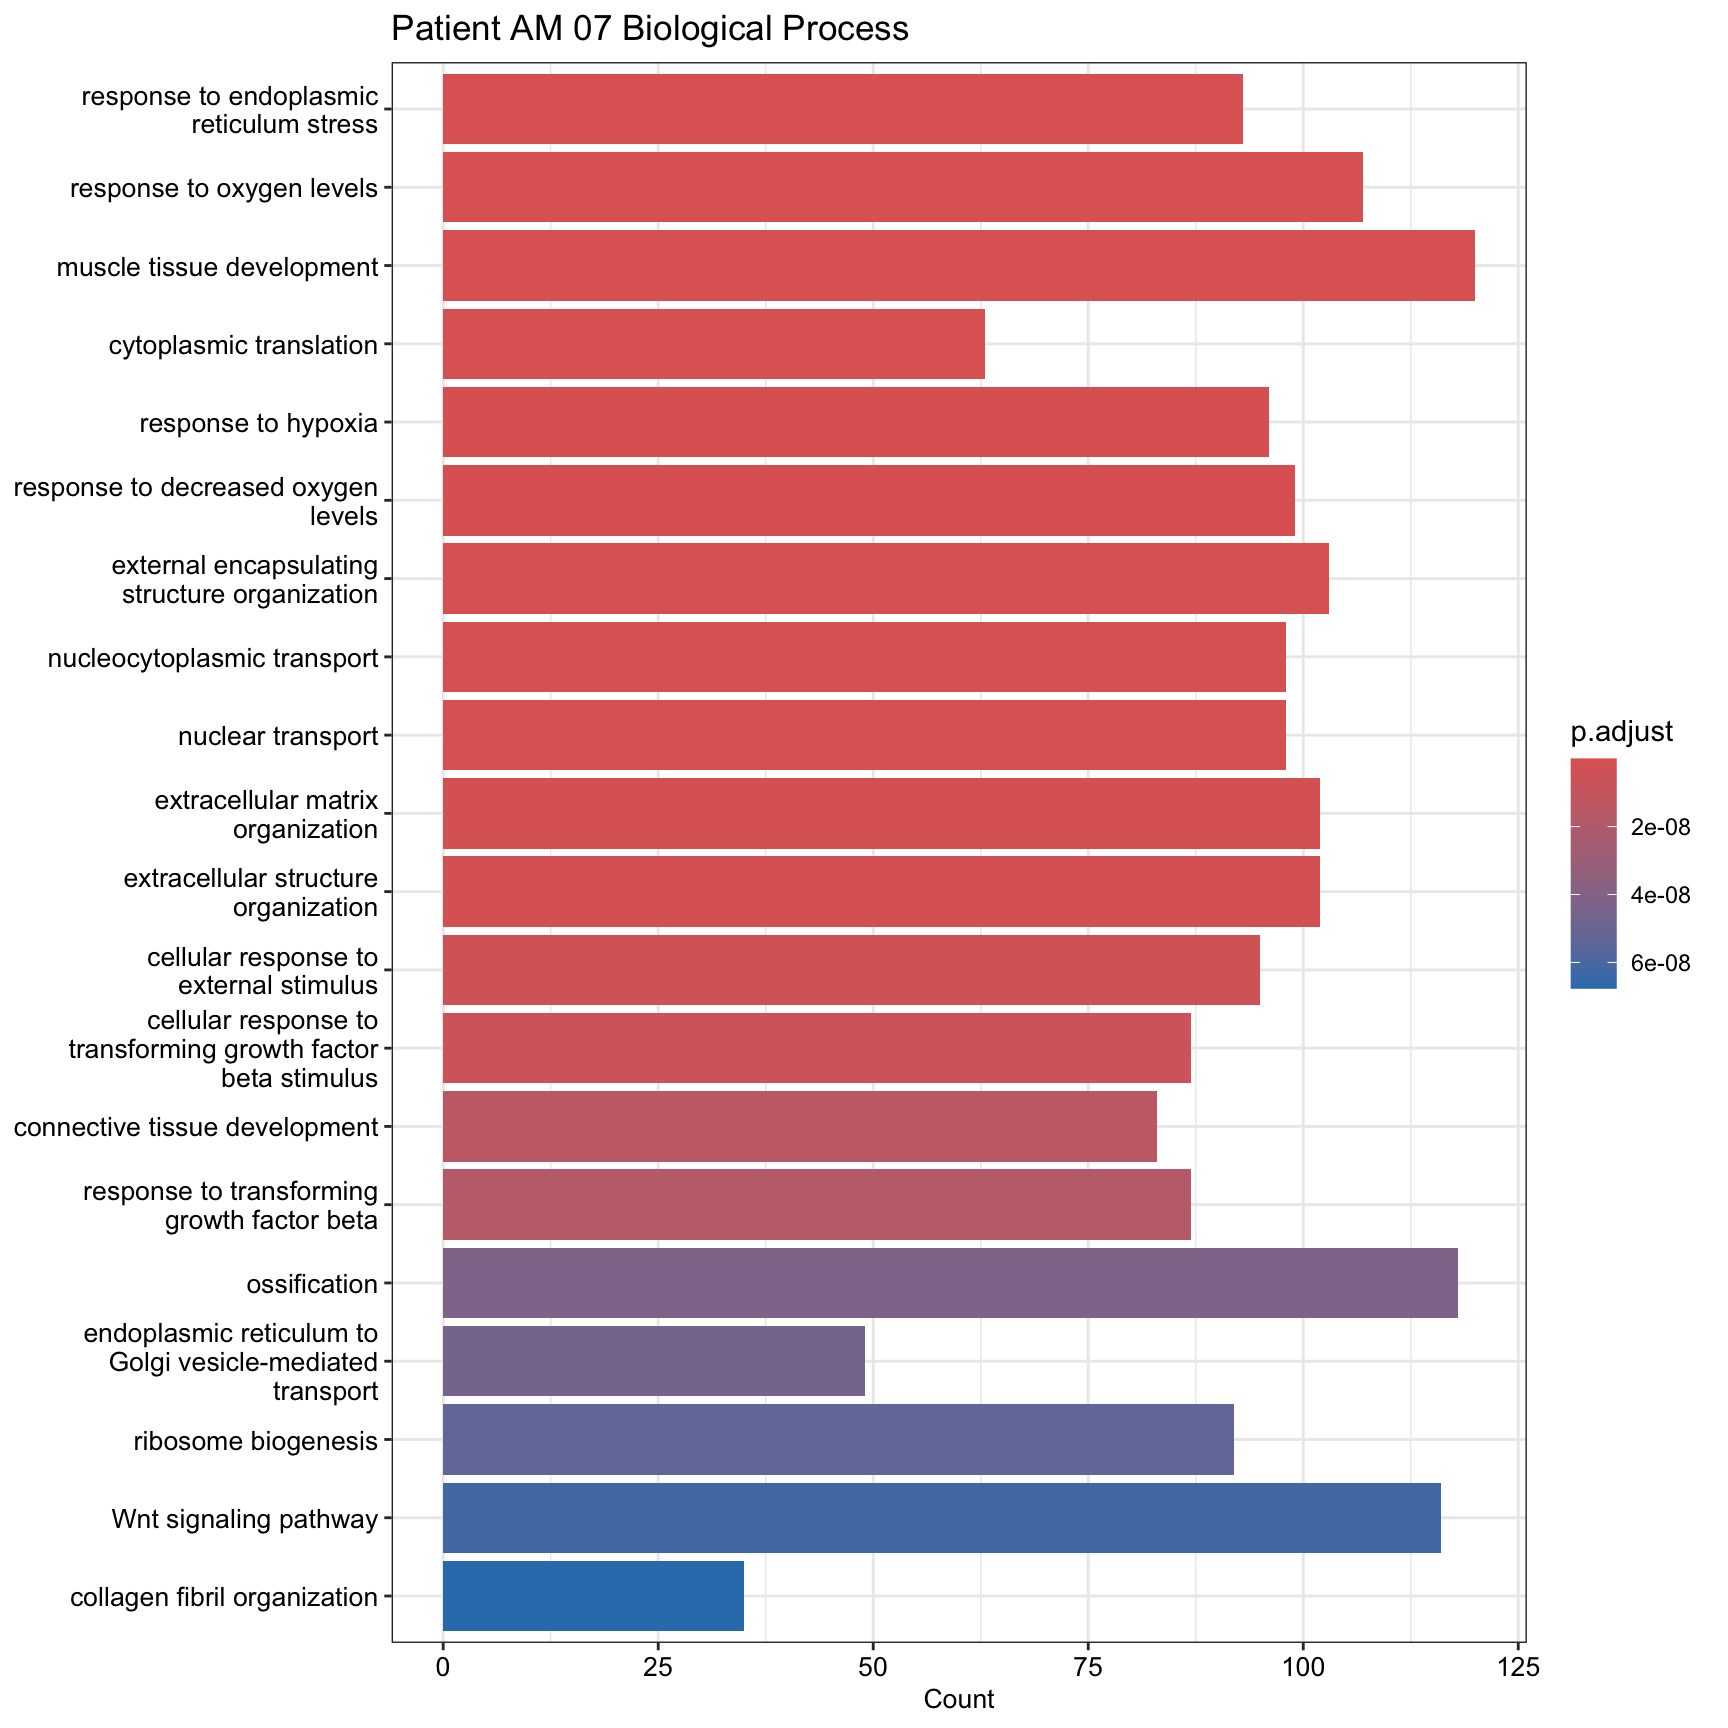 Patient AM 07 Biological Process
response to endoplasmic
reticulum stress
response to oxygen levels
muscle tissue development
cytoplasmic translation
response to hypoxia
response to decreased oxygen
levels
external encapsulating
structure organization
nucleocytoplasmic transport
nuclear transport
extracellular matrix
organization
extracellular structure
organization
cellular response to
external stimulus
cellular response to
transforming growth factor
beta stimulus
connective tissue development
response to transforming
growth factor beta
ossification
endoplasmic reticulum to
Golgi vesicle-mediated
transport
ribosome biogenesis
Wnt signaling pathway
collagen fibril organization
0 25 50 75 100 125
Count
p.adjust
2e-08
4e-08
6e-08